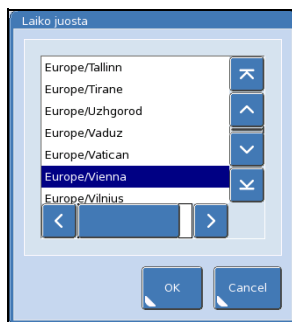 Laiko juosta
Europe/Tallinn
Europe/Tirane
Europe/Uzhgorod
Europe/Vaduz
Europe/Vatican
Europe/Vienna
Europe/Vilnius
OK
Cancel